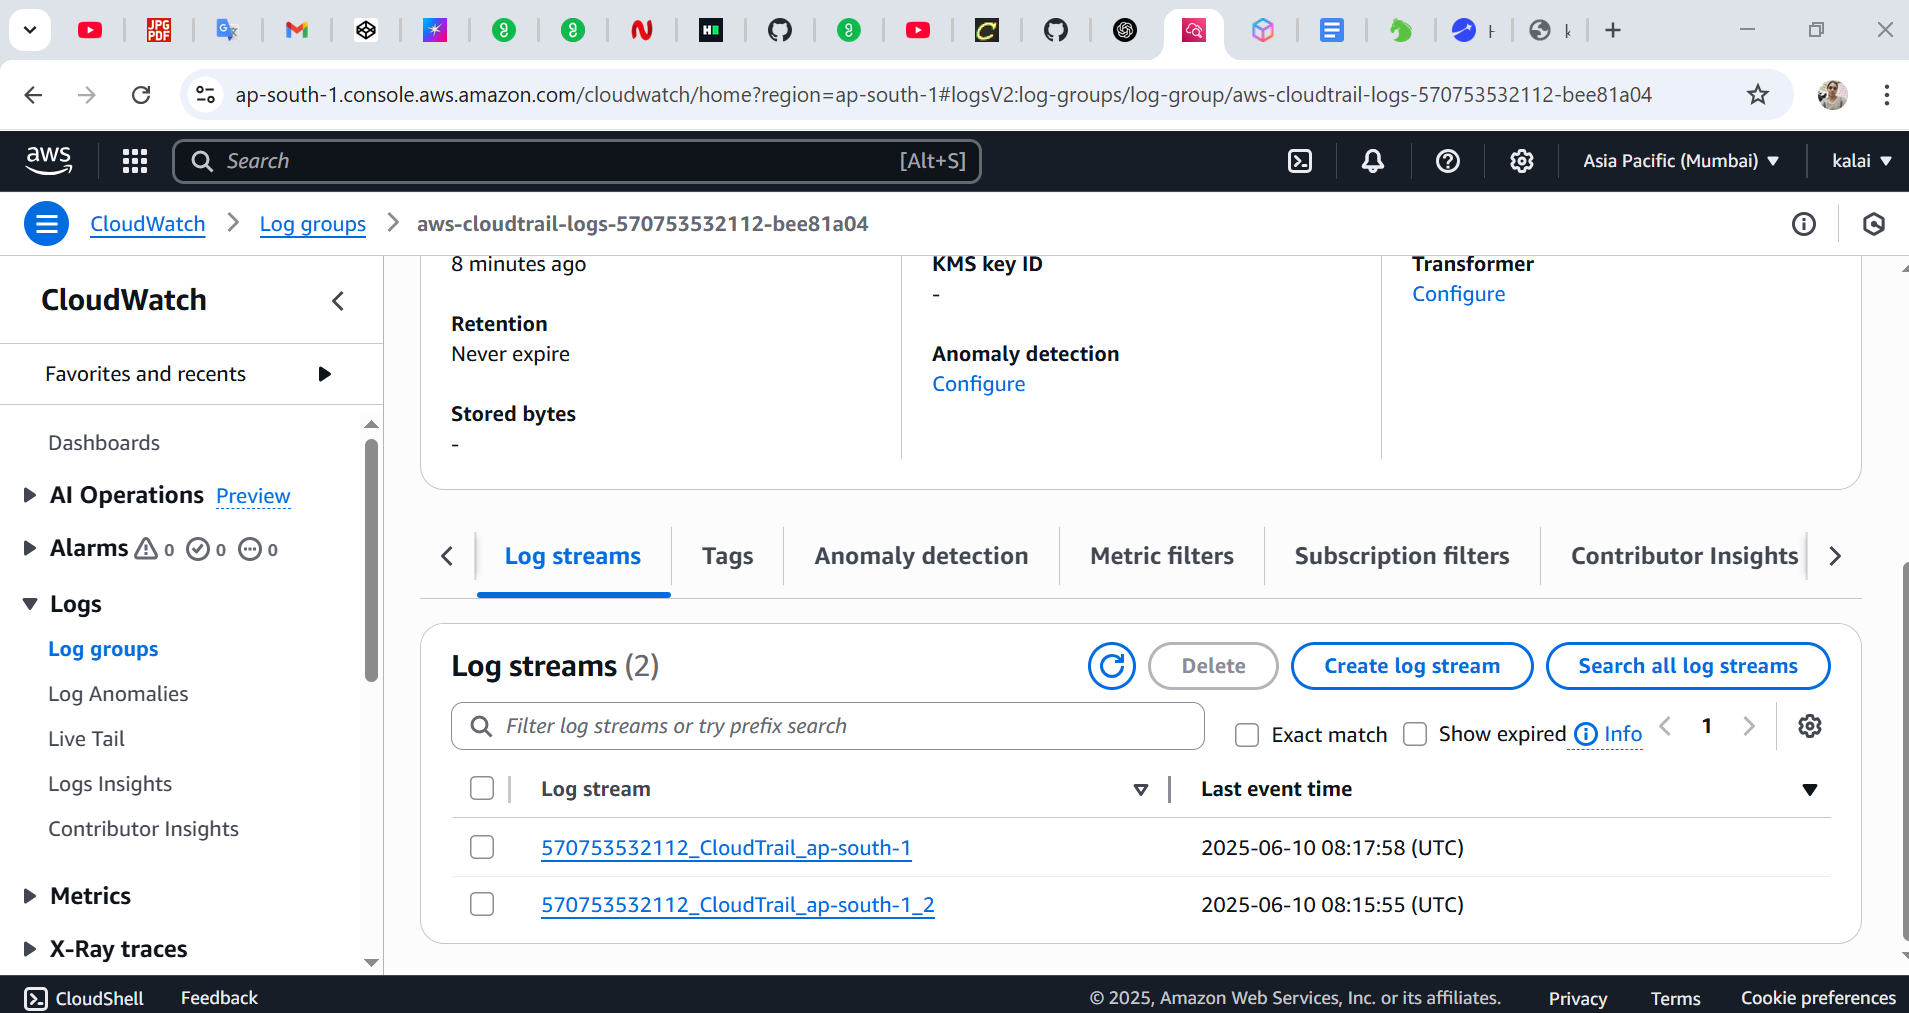 JPG
PDF
ap-south-1.console.aws.amazon.com/cloudwatch/home?region=ap-south-1#logsV2:log-groups/log-group/aws-cloudtrail-logs-570753532112-bee81a04
aws
Search
[Alt+S]
Asia Pacific (Mumbai)
kalai
CloudWatch
Log groups
aws-cloudtrail-logs-570753532112-bee81a04
CloudWatch
Favorites and recents
Dashboards
AI Operations Preview
Alarms 0 0 0
Logs
Log groups
Log Anomalies
Live Tail
Logs Insights
Contributor Insights
Metrics
X-Ray traces
8 minutes ago
Retention
Never expire
Stored bytes
-
KMS key ID
-
Anomaly detection
Configure
Transformer
Configure
Log streams
Tags
Anomaly detection
Metric filters
Subscription filters
Contributor Insights
Log streams (2)
Delete
Create log stream
Search all log streams
Filter log streams or try prefix search
Exact match
Show expired
Info
1
Log stream
Last event time
570753532112_CloudTrail_ap-south-1
2025-06-10 08:17:58 (UTC)
570753532112_CloudTrail_ap-south-1_2
2025-06-10 08:15:55 (UTC)
CloudShell
Feedback
© 2025, Amazon Web Services, Inc. or its affiliates.
Privacy
Terms
Cookie preferences